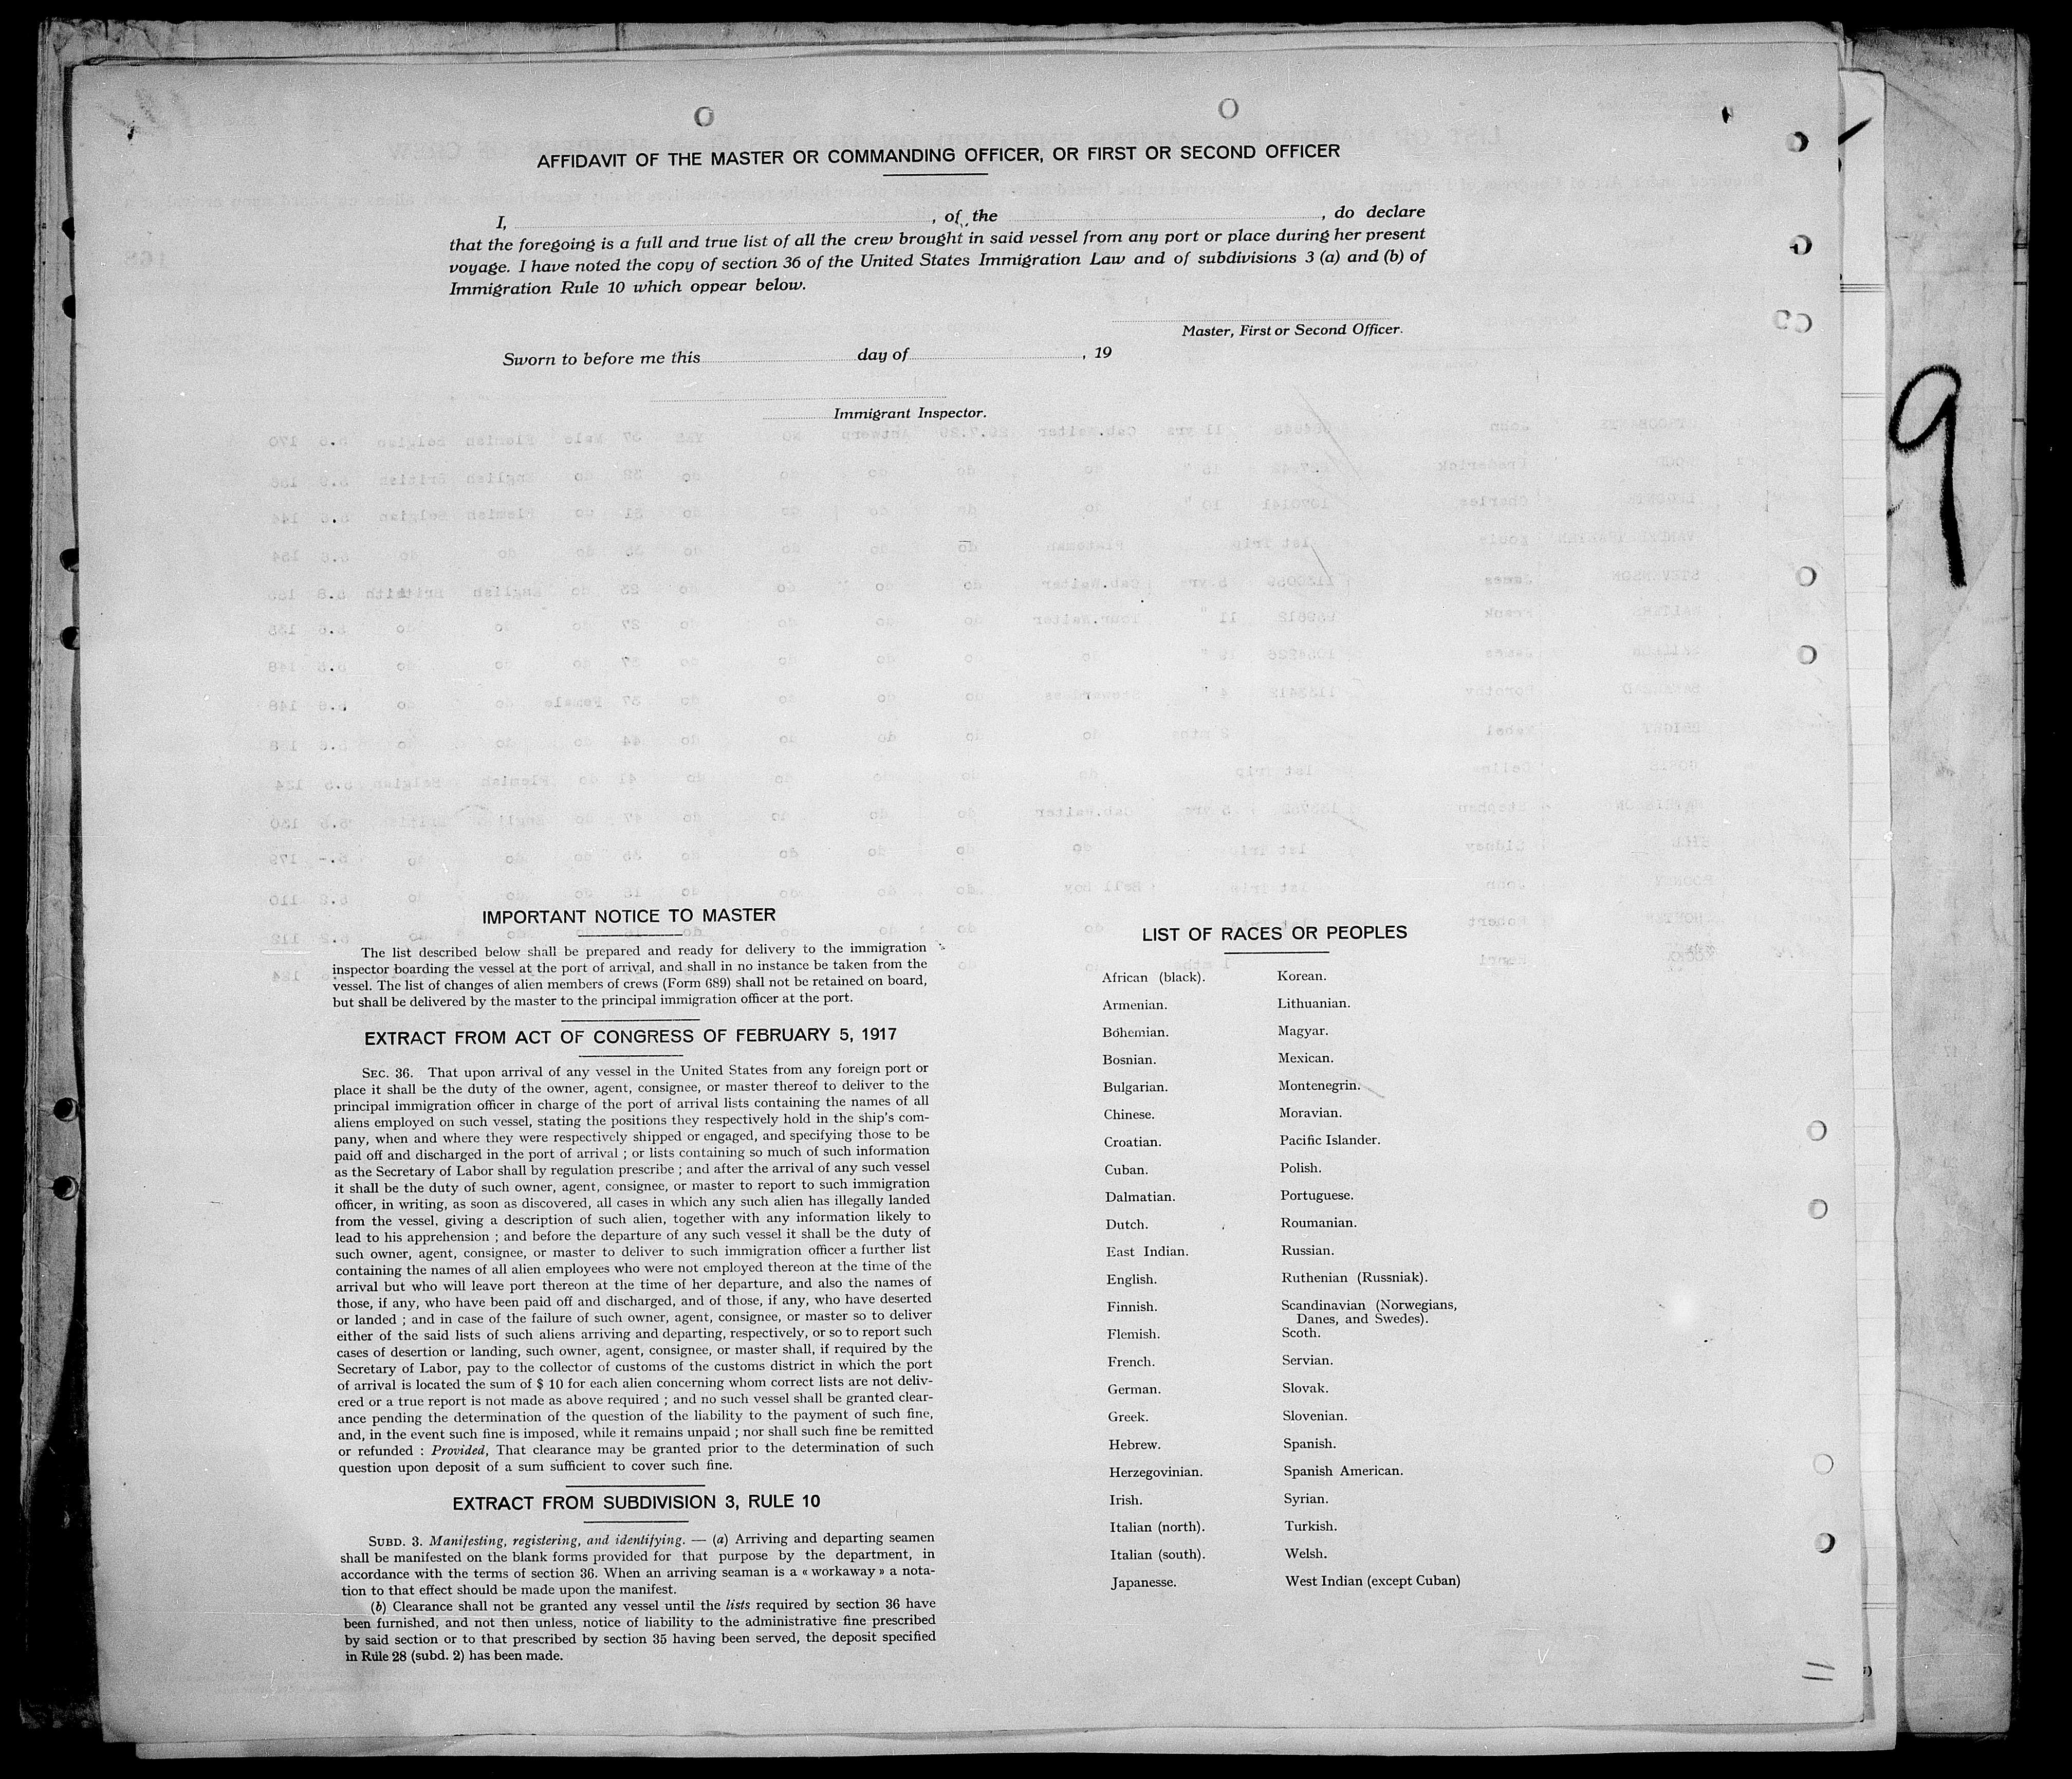 AFFIDAVIT OF THE MASTER OR COMMANDING OFFICER, OR FIRST OR SECOND OFFICER
I, , of the , do declare
that the foregoing is a full and true list of all the crew brought in said vessel from any port or place during her present
voyage. I have noted the copy of section 36 of the United States Immigration Law and of subdivisions 3 (a) and (b) of
Immigration Rule 10 which oppear below.
Master, First or Second Officer.
Sworn to before me this day of , 19
Immigrant Inspector.
9
IMPORTANT NOTICE TO MASTER
The list described below shall be prepared and ready for delivery to the immigration
inspector boarding the vessel at the port of arrival, and shall in no instance be taken from the
vessel. The list of changes of alien members of crews (Form 689) shall not be retained on board,
but shall be delivered by the master to the principal immigration officer at the port.
EXTRACT FROM ACT OF CONGRESS OF FEBRUARY 5, 1917
SEC. 36. That upon arrival of any vessel in the United States from any foreign port or
place it shall be the duty of the owner, agent, consignee, or master thereof to deliver to the
principal immigration officer in charge of the port of arrival lists containing the names of all
aliens employed on such vessel, stating the positions they respectively hold in the ship's com-
pany, when and where they were respectively shipped or engaged, and specifying those to be
paid off and discharged in the port of arrival ; or lists containing so much of such information
as the Secretary of Labor shall by regulation prescribe ; and after the arrival of any such vessel
it shall be the duty of such owner, agent, consignee, or master to report to such immigration
officer, in writing, as soon as discovered, all cases in which any such alien has illegally landed
from the vessel, giving a description of such alien, together with any information likely to
lead to his apprehension ; and before the departure of any such vessel it shall be the duty of
such owner, agent, consignee, or master to deliver to such immigration officer a further list
containing the names of all alien employees who were not employed thereon at the time of the
arrival but who will leave port thereon at the time of her departure, and also the names of
those, if any, who have been paid off and discharged, and of those, if any, who have deserted
or landed ; and in case of the failure of such owner, agent, consignee, or master so to deliver
either of the said lists of such aliens arriving and departing, respectively, or so to report such
cases of desertion or landing, such owner, agent, consignee, or master shall, if required by the
Secretary of Labor, pay to the collector of customs of the customs district in which the port
of arrival is located the sum of $ 10 for each alien concerning whom correct lists are not deliv-
cred or a true report is not made as above required ; and no such vessel shall be granted clear-
ance pending the determination of the question of the liability to the payment of such fine,
and, in the event such fine is imposed, while it remains unpaid ; nor shall such fine be remitted
or refunded : Provided, That clearance may be granted prior to the determination of such
question upon deposit of a sum sufficient to cover such fine.
EXTRACT FROM SUBDIVISION 3, RULE 10
SUBD. 3. Manifesting, registering, and identifying. — (a) Arriving and departing seamen
shall be manifested on the blank forms provided for that purpose by the department, in
accordance with the terms of section 36. When an arriving seaman is a « workaway » a nota-
tion to that effect should be made upon the manifest.
(b) Clearance shall not be granted any vessel until the lists required by section 36 have
been furnished, and not then unless, notice of liability to the administrative fine prescribed
by said section or to that prescribed by section 35 having been served, the deposit specified
in Rule 28 (subd. 2) has been made.
LIST OF RACES OR PEOPLES
African (black).
Armenian.
Bohemian.
Bosnian.
Bulgarian.
Chinese.
Croatian.
Cuban.
Dalmatian.
Dutch.
East Indian.
English.
Finnish.
Flemish.
French.
German.
Greek.
Hebrew.
Herzegovinian.
Irish.
Italian (north).
Italian (south).
Japanesse.
Korean.
Lithuanian.
Magyar.
Mexican.
Montenegrin.
Moravian.
Pacific Islander.
Polish.
Portuguese.
Roumanian.
Russian.
Ruthenian (Russniak).
Scandinavian (Norwegians,
Danes, and Swedes).
Scoth.
Servian.
Slovak.
Slovenian.
Spanish.
Spanish American.
Syrian.
Turkish.
Welsh.
West Indian (except Cuban)